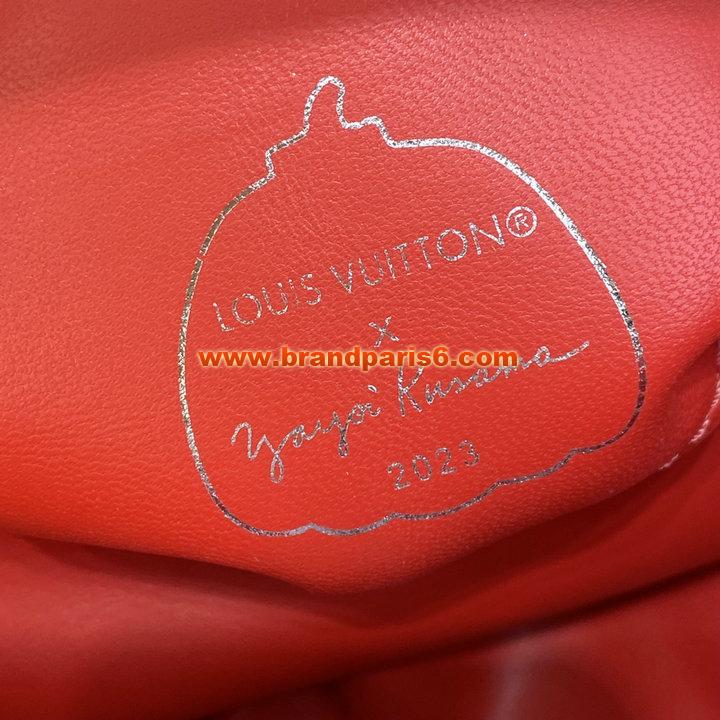 LOUIS VUITTON®
x
www.brandparis6.com
Yayoi Kusama
2023